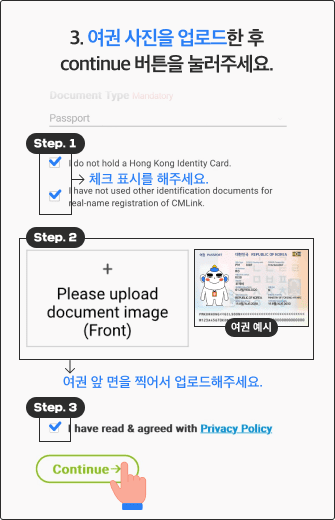 3. 여권 사진을 업로드한 후
continue 버튼을 눌러주세요.
Document Type Mandatory
Passport
Step. 1
I do not hold a Hong Kong Identity Card.
체크 표시를 해주세요.
I have not used other identification documents for
real-name registration of CMLink.
Step. 2
+
Please upload
document image
(Front)
대한민국 REPUBLIC OF KOREA
여권 예시
여권 앞 면을 찍어서 업로드해주세요.
Step. 3
I have read & agreed with Privacy Policy
Continue